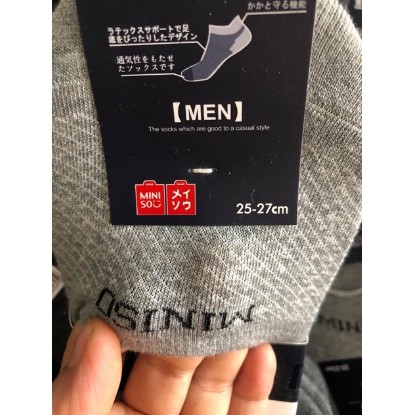 かかとを守る機能
ラテックスサポートで足
底をぴったりしたデザイン
通気性をもたせ
たソックスです
【MEN】
The socks which are good to a casual style
MINI
SO
メイ
ソウ
25-27cm
MINISO